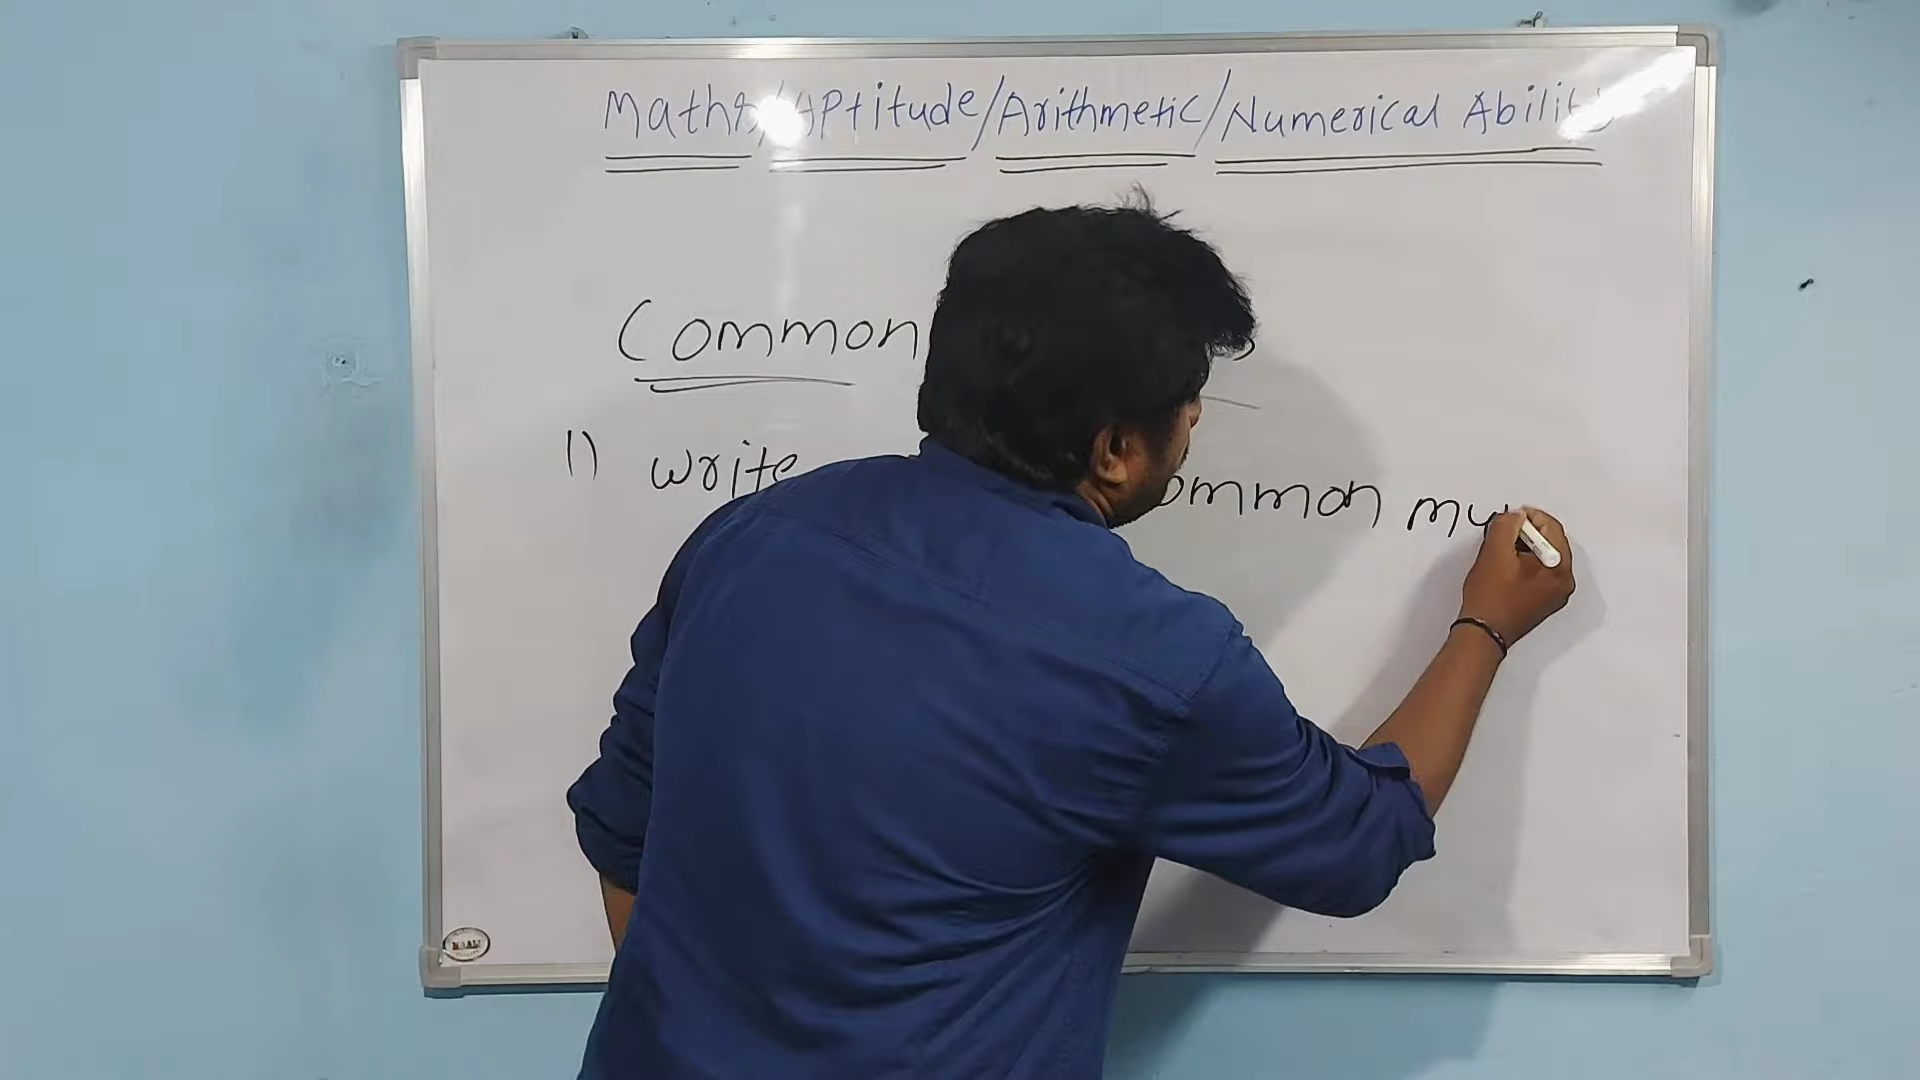 Maths/Aptitude/Arithmetic/Numerical Ability
Common
1) write ommon mu